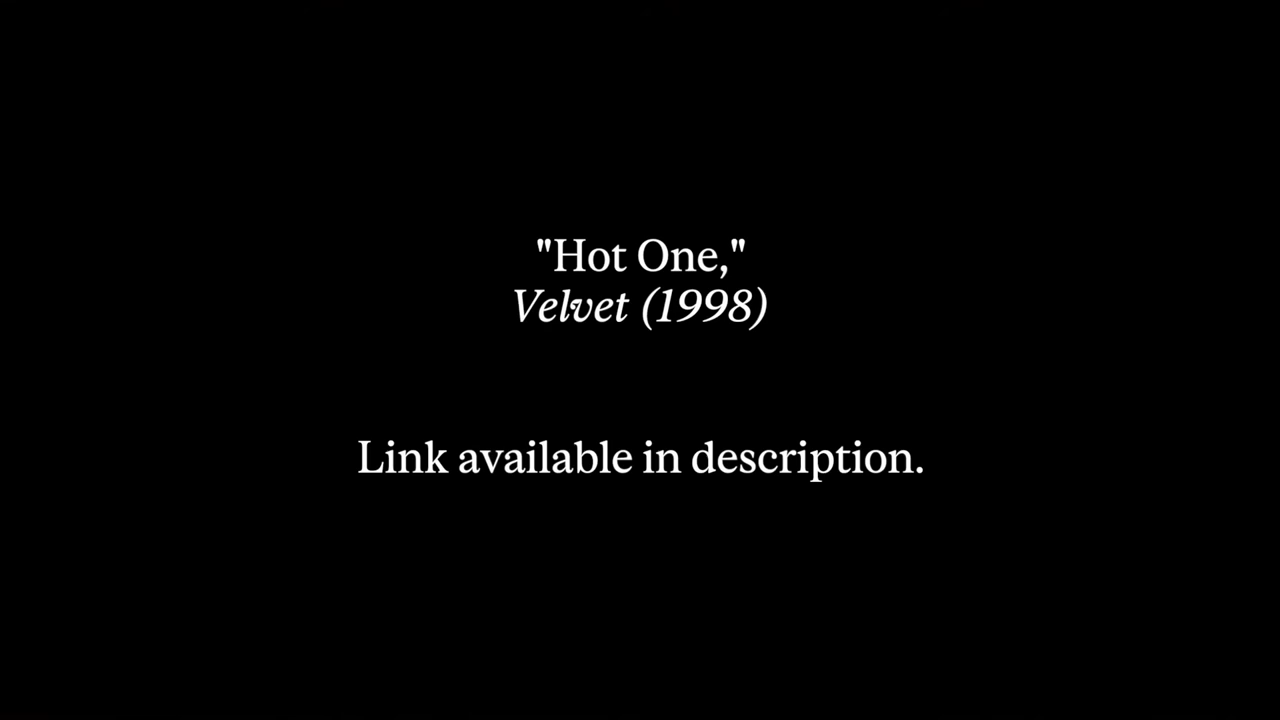 "Hot One,"
Velvet (1998)
Link available in description.